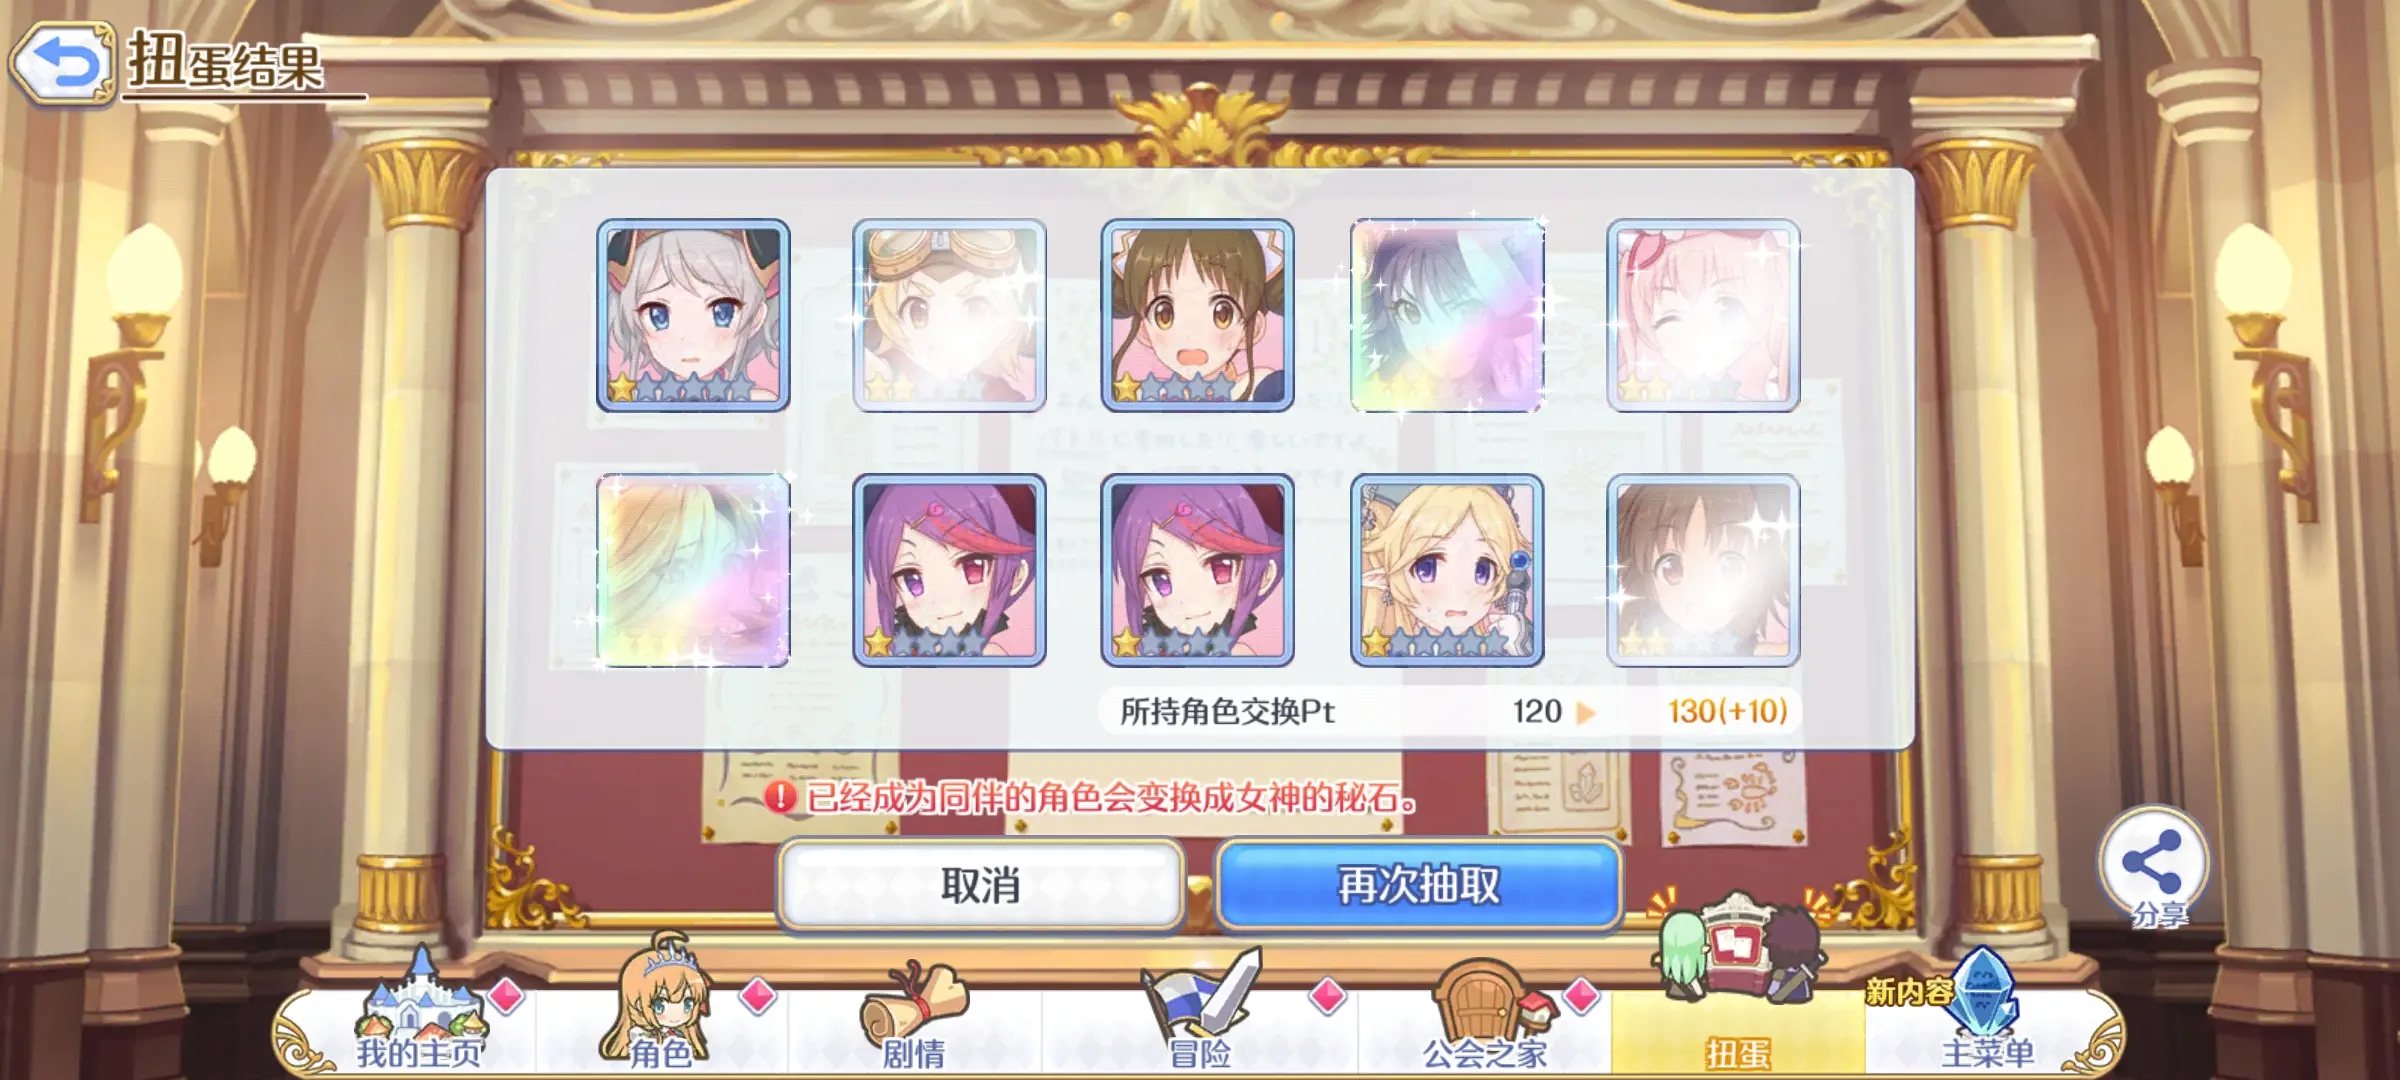 扭蛋结果
所持角色交换Pt 120 ▶ 130(+10)
已经成为同伴的角色会变换成女神的秘石。
取消
再次抽取
分享
新内容
我的主页
角色
剧情
冒险
公会之家
扭蛋
主菜单